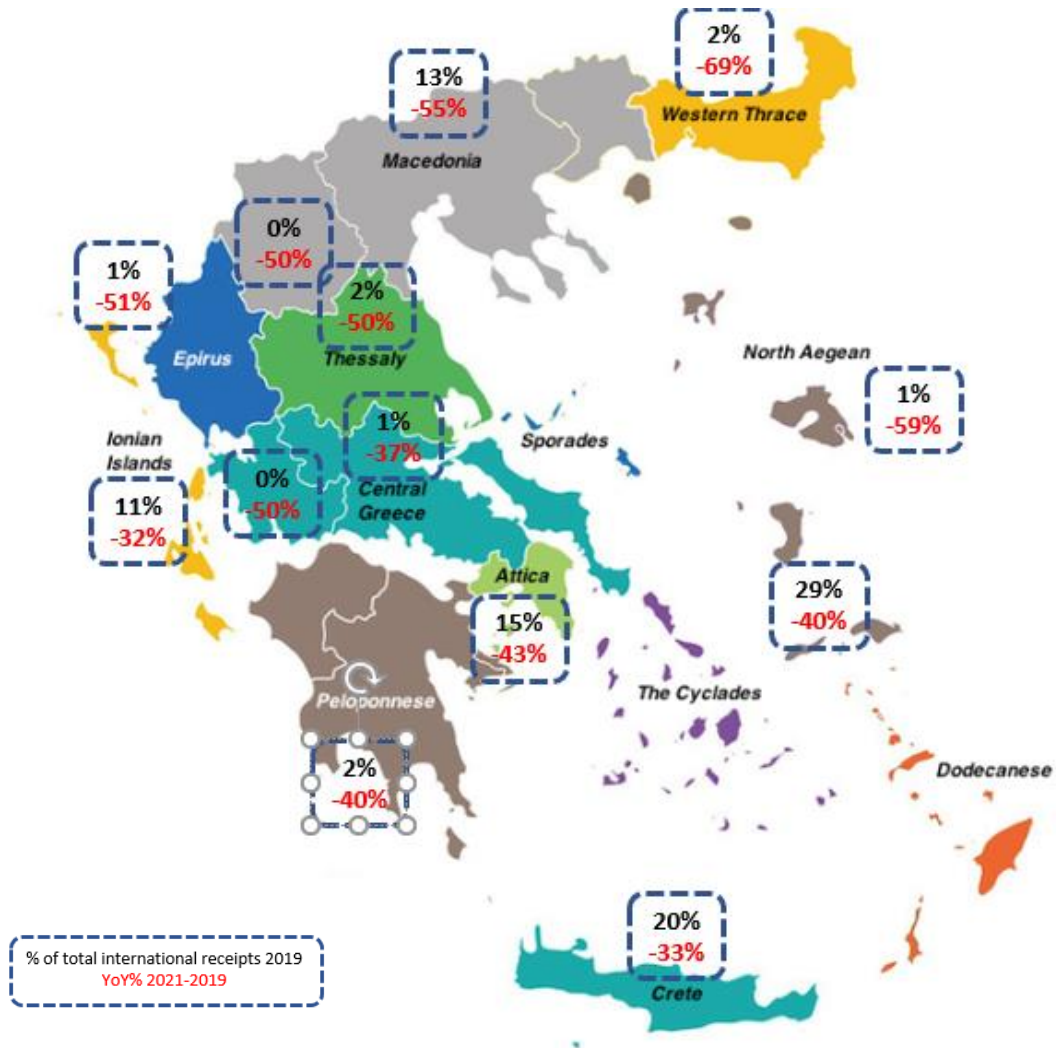 2%
-69%
Western Thrace
13%
-55%
Macedonia
0%
-50%
1%
-51%
2%
-50%
Epirus
Thessaly
North Aegean
1%
-59%
1%
-37%
Sporades
Ionian
Islands
11%
-32%
0%
-50%
Central
Greece
Attica
15%
-43%
29%
-40%
The Cyclades
Peloponnese
2%
-40%
Dodecanese
20%
-33%
Crete
% of total international receipts 2019
YoY% 2021-2019